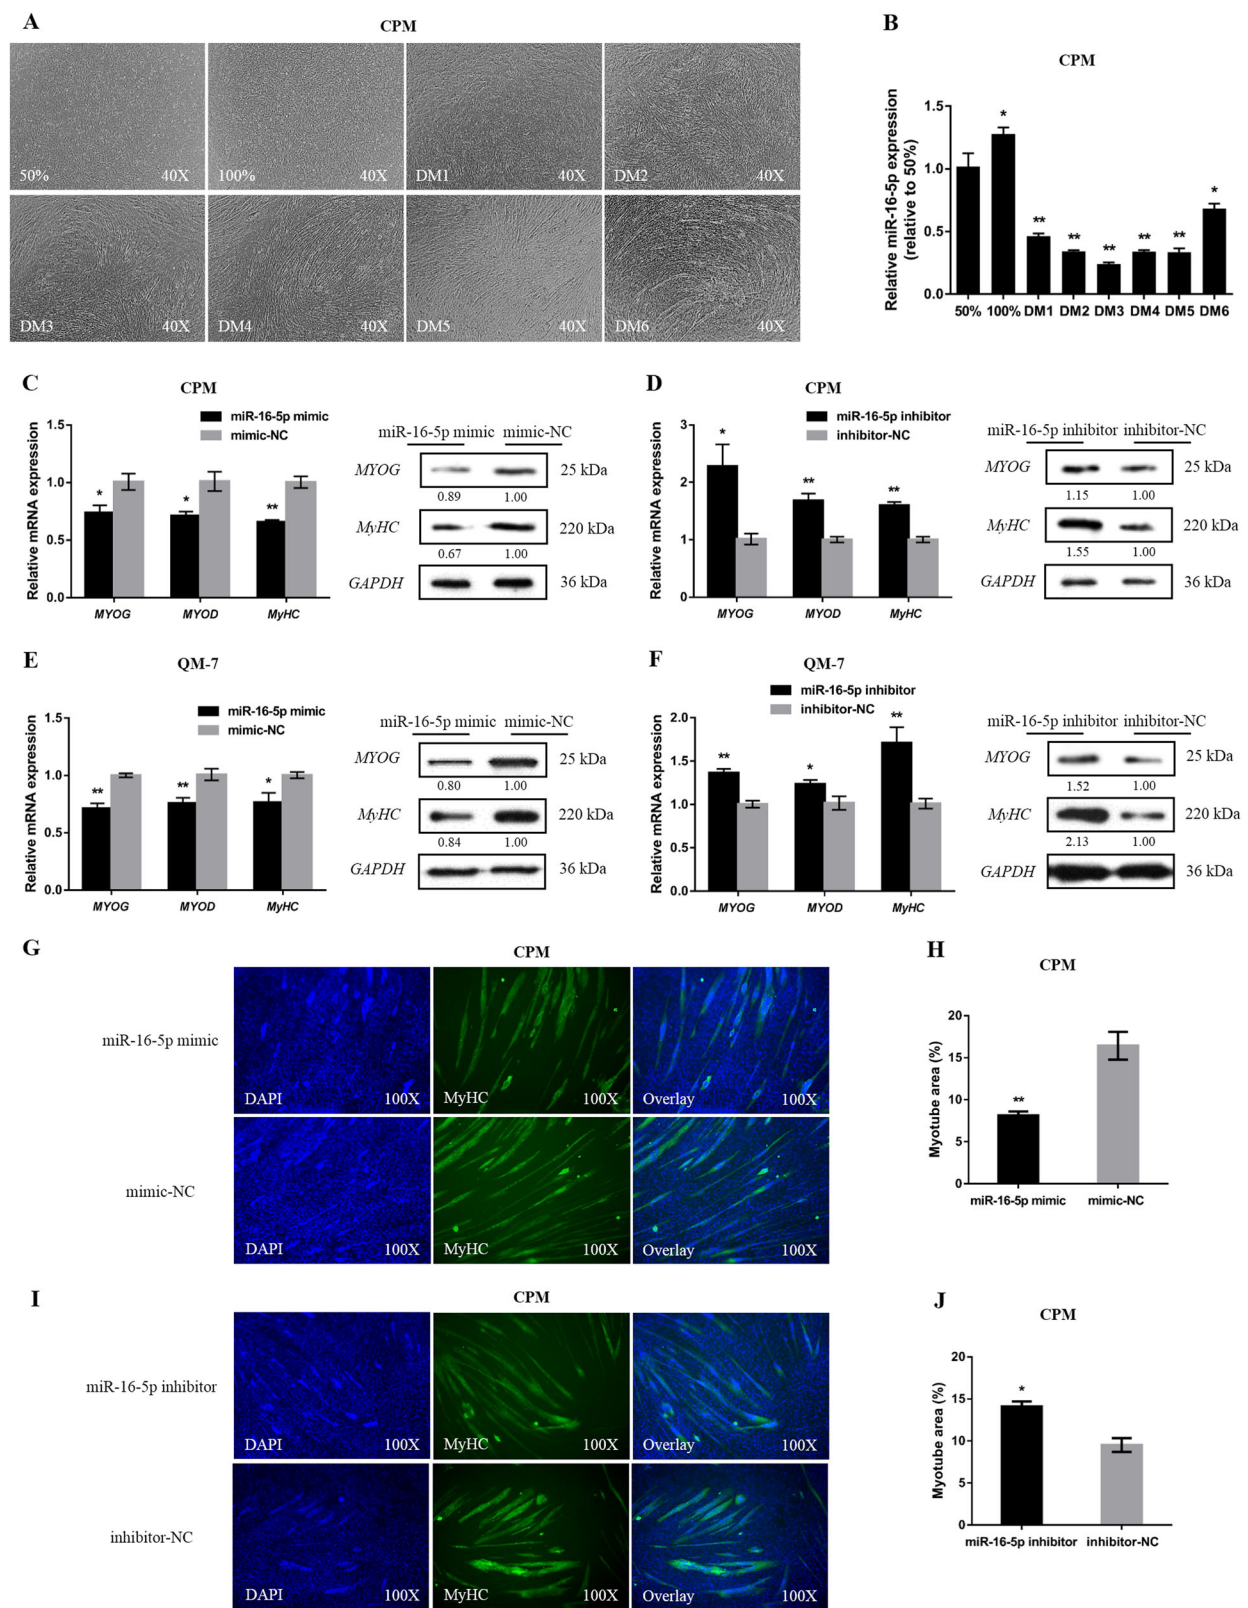 A
CPM
50% 40X
100% 40X
DM1 40X
DM2 40X
DM3 40X
DM4 40X
DM5 40X
DM6 40X
B
CPM
Relative miR-16-5p expression
(relative to 50%)
1.5
1.0
0.5
0.0
*
**
**
**
**
**
*
50% 100% DM1 DM2 DM3 DM4 DM5 DM6
C
CPM
miR-16-5p mimic
mimic-NC
Relative mRNA expression
1.5
1.0
0.5
0.0
*
*
**
MYOG MYOD MyHC
miR-16-5p mimic mimic-NC
MYOG 25 kDa
0.89 1.00
MyHC 220 kDa
0.67 1.00
GAPDH 36 kDa
D
CPM
miR-16-5p inhibitor
inhibitor-NC
Relative mRNA expression
3
2
1
0
*
**
**
MYOG MYOD MyHC
miR-16-5p inhibitor inhibitor-NC
MYOG 25 kDa
1.15 1.00
MyHC 220 kDa
1.55 1.00
GAPDH 36 kDa
E
QM-7
miR-16-5p mimic
mimic-NC
Relative mRNA expression
1.5
1.0
0.5
0.0
**
**
*
MYOG MYOD MyHC
miR-16-5p mimic mimic-NC
MYOG 25 kDa
0.80 1.00
MyHC 220 kDa
0.84 1.00
GAPDH 36 kDa
F
QM-7
miR-16-5p inhibitor
inhibitor-NC
Relative mRNA expression
2.0
1.5
1.0
0.5
0.0
**
*
**
MYOG MYOD MyHC
miR-16-5p inhibitor inhibitor-NC
MYOG 25 kDa
1.52 1.00
MyHC 220 kDa
2.13 1.00
GAPDH 36 kDa
G
CPM
miR-16-5p mimic
DAPI 100X
MyHC 100X
Overlay 100X
mimic-NC
DAPI 100X
MyHC 100X
Overlay 100X
H
CPM
Myotube area (%)
20
15
10
5
0
**
miR-16-5p mimic mimic-NC
I
CPM
miR-16-5p inhibitor
DAPI 100X
MyHC 100X
Overlay 100X
inhibitor-NC
DAPI 100X
MyHC 100X
Overlay 100X
J
CPM
Myotube area (%)
20
15
10
5
0
*
miR-16-5p inhibitor inhibitor-NC